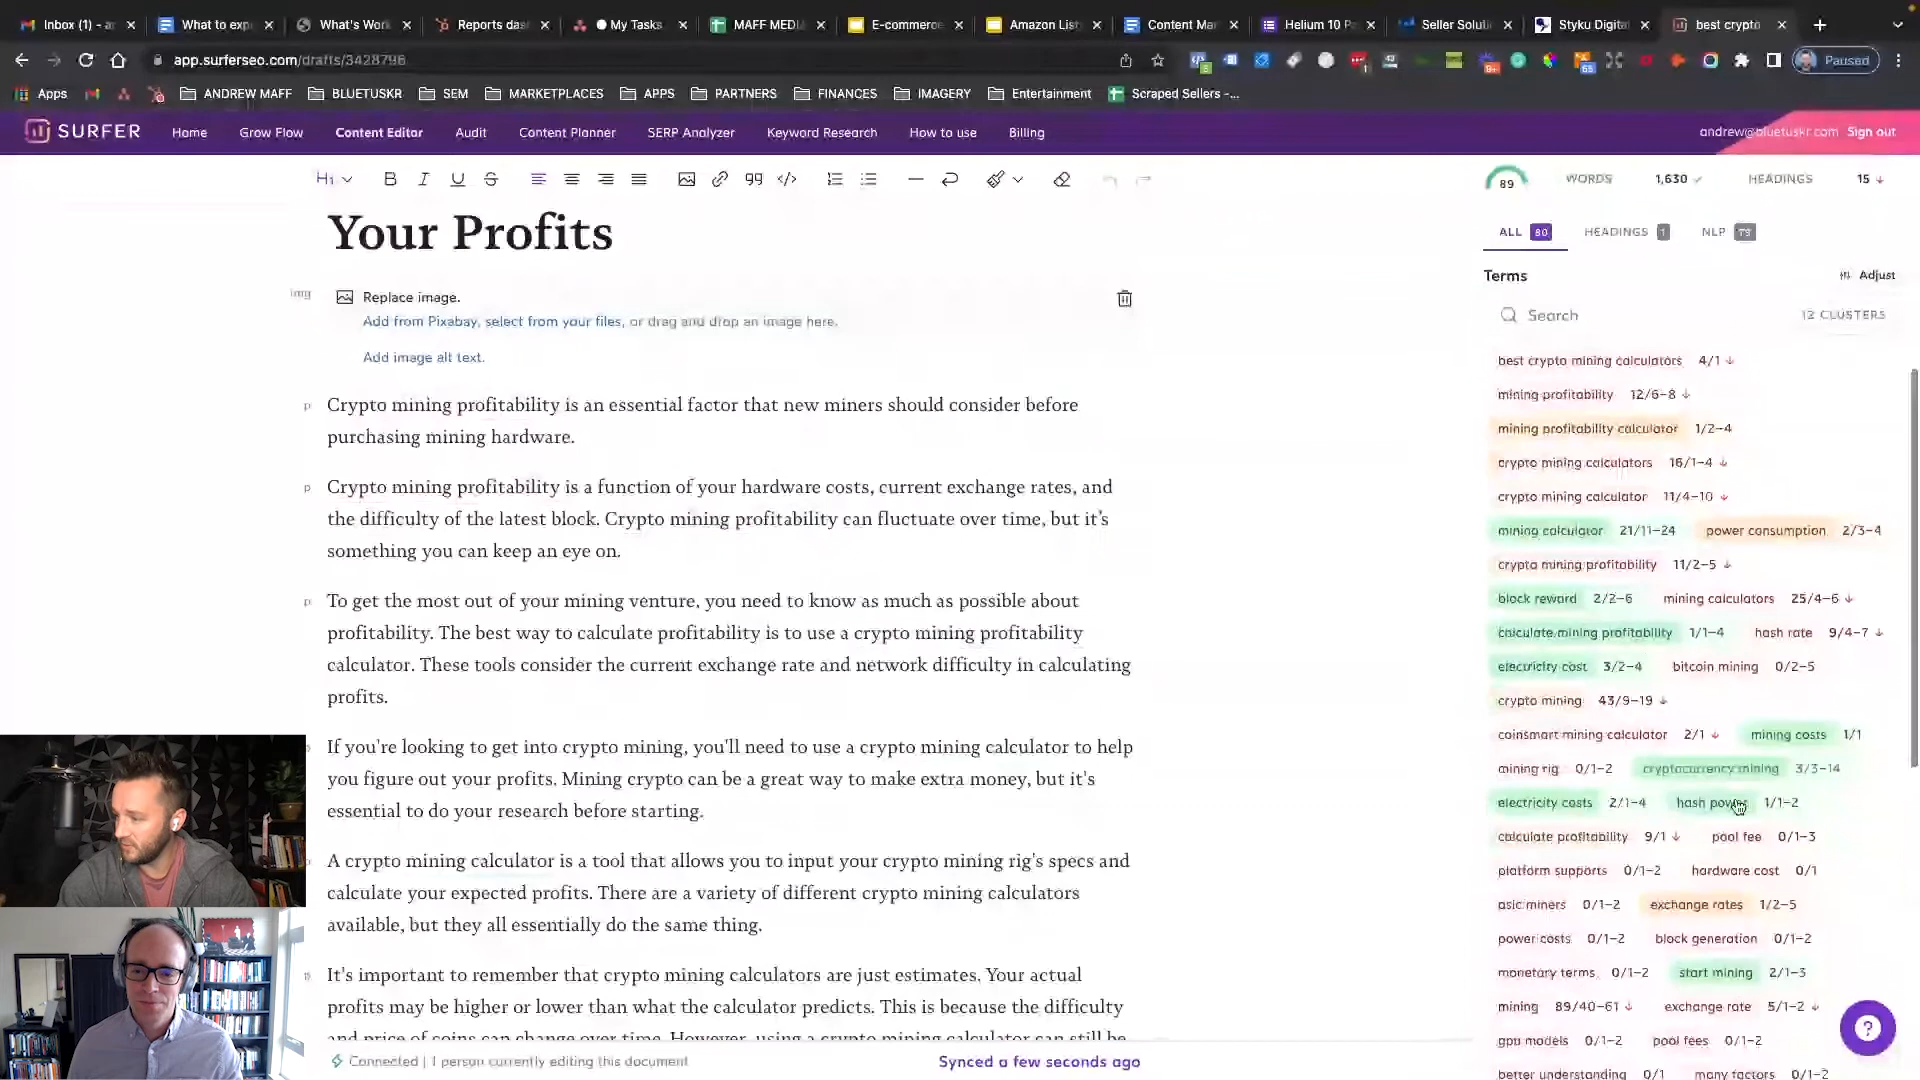 Inbox (1) - a
What to exp
What's Work
Reports das
My Tasks
MAFF MEDI
E-commerce
Amazon List
Content Ma
Helium 10 P
Seller Soluti
Styku Digita
best crypto
app.surferseo.com/drafts/3428796
Paused
Apps
ANDREW MAFF
BLUETUSKR
SEM
MARKETPLACES
APPS
PARTNERS
FINANCES
IMAGERY
Entertainment
Scraped Sellers -...
SURFER
Home
Grow Flow
Content Editor
Audit
Content Planner
SERP Analyzer
Keyword Research
How to use
Billing
andrew@bluetuskr.com Sign out
H1
89
WORDS 1,630
HEADINGS 15 ↓
Your Profits
ALL 80
HEADINGS 1
NLP 79
Terms
Adjust
Search
12 CLUSTERS
img
Replace image.
Add from Pixabay, select from your files, or drag and drop an image here.
Add image alt text.
p
Crypto mining profitability is an essential factor that new miners should consider before
purchasing mining hardware.
p
Crypto mining profitability is a function of your hardware costs, current exchange rates, and
the difficulty of the latest block. Crypto mining profitability can fluctuate over time, but it's
something you can keep an eye on.
p
To get the most out of your mining venture, you need to know as much as possible about
profitability. The best way to calculate profitability is to use a crypto mining profitability
calculator. These tools consider the current exchange rate and network difficulty in calculating
profits.
If you're looking to get into crypto mining, you'll need to use a crypto mining calculator to help
you figure out your profits. Mining crypto can be a great way to make extra money, but it's
essential to do your research before starting.
A crypto mining calculator is a tool that allows you to input your crypto mining rig's specs and
calculate your expected profits. There are a variety of different crypto mining calculators
available, but they all essentially do the same thing.
It's important to remember that crypto mining calculators are just estimates. Your actual
profits may be higher or lower than what the calculator predicts. This is because the difficulty
and price of coins can change over time. However, using a crypto mining calculator can still be
best crypto mining calculators 4/1 ↓
mining profitability 12/6-8 ↓
mining profitability calculator 1/2-4
crypto mining calculators 16/1-4 ↓
crypto mining calculator 11/4-10 ↓
mining calculator 21/11-24 power consumption 2/3-4
crypto mining profitability 11/2-5 ↓
block reward 2/2-6 mining calculators 25/4-6 ↓
calculate mining profitability 1/1-4 hash rate 9/4-7 ↓
electricity cost 3/2-4 bitcoin mining 0/2-5
crypto mining 43/9-19 ↓
coinsmart mining calculator 2/1 ↓ mining costs 1/1
mining rig 0/1-2 cryptocurrency mining 3/3-14
electricity costs 2/1-4 hash power 1/1-2
calculate profitability 9/1 ↓ pool fee 0/1-3
platform supports 0/1-2 hardware cost 0/1
asic miners 0/1-2 exchange rates 1/2-5
power costs 0/1-2 block generation 0/1-2
monetary terms 0/1-2 start mining 2/1-3
mining 89/40-61 ↓ exchange rate 5/1-2 ↓
gpu models 0/1-2 pool fees 0/1-2
better understanding 0/1 many factors 0/1-2
Connected | 1 person currently editing this document
Synced a few seconds ago
?